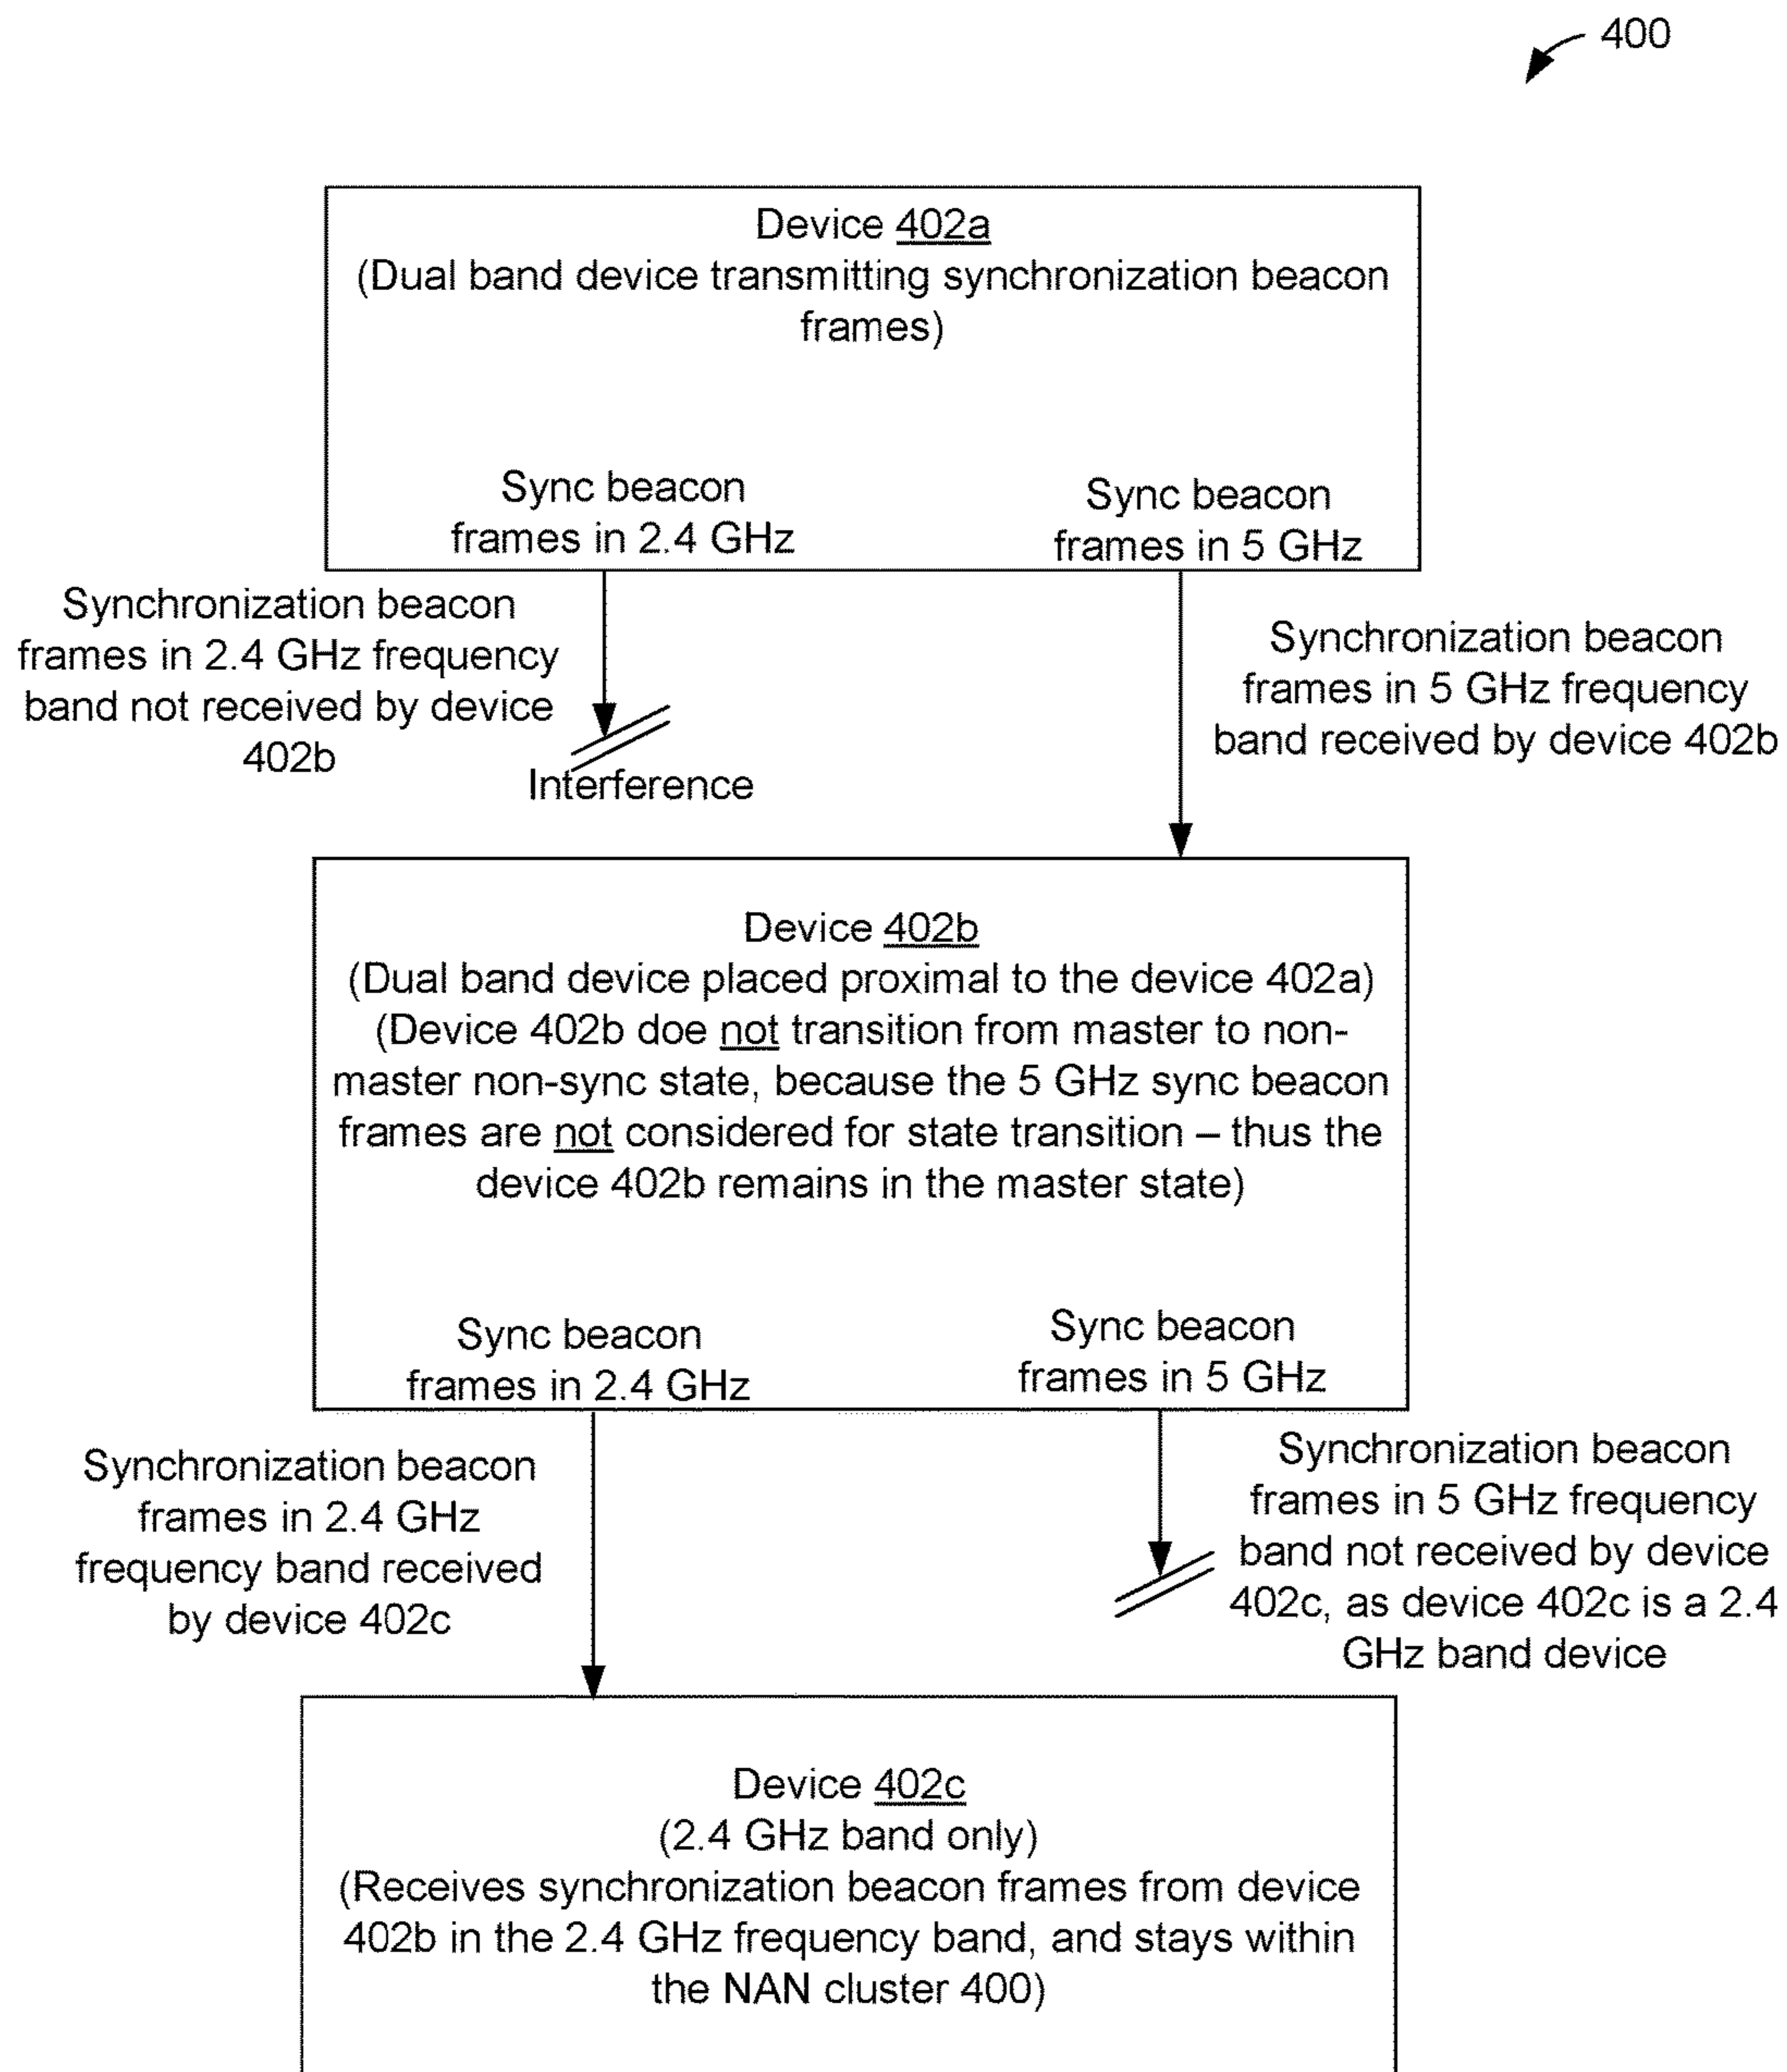 400
Device 402a
(Dual band device transmitting synchronization beacon
frames)
Sync beacon
frames in 2.4 GHz
Sync beacon
frames in 5 GHz
Synchronization beacon
frames in 2.4 GHz frequency
band not received by device
402b
Interference
Synchronization beacon
frames in 5 GHz frequency
band received by device 402b
Device 402b
(Dual band device placed proximal to the device 402a)
(Device 402b doe not transition from master to non-
master non-sync state, because the 5 GHz sync beacon
frames are not considered for state transition – thus the
device 402b remains in the master state)
Sync beacon
frames in 2.4 GHz
Sync beacon
frames in 5 GHz
Synchronization beacon
frames in 2.4 GHz
frequency band received
by device 402c
Synchronization beacon
frames in 5 GHz frequency
band not received by device
402c, as device 402c is a 2.4
GHz band device
Device 402c
(2.4 GHz band only)
(Receives synchronization beacon frames from device
402b in the 2.4 GHz frequency band, and stays within
the NAN cluster 400)